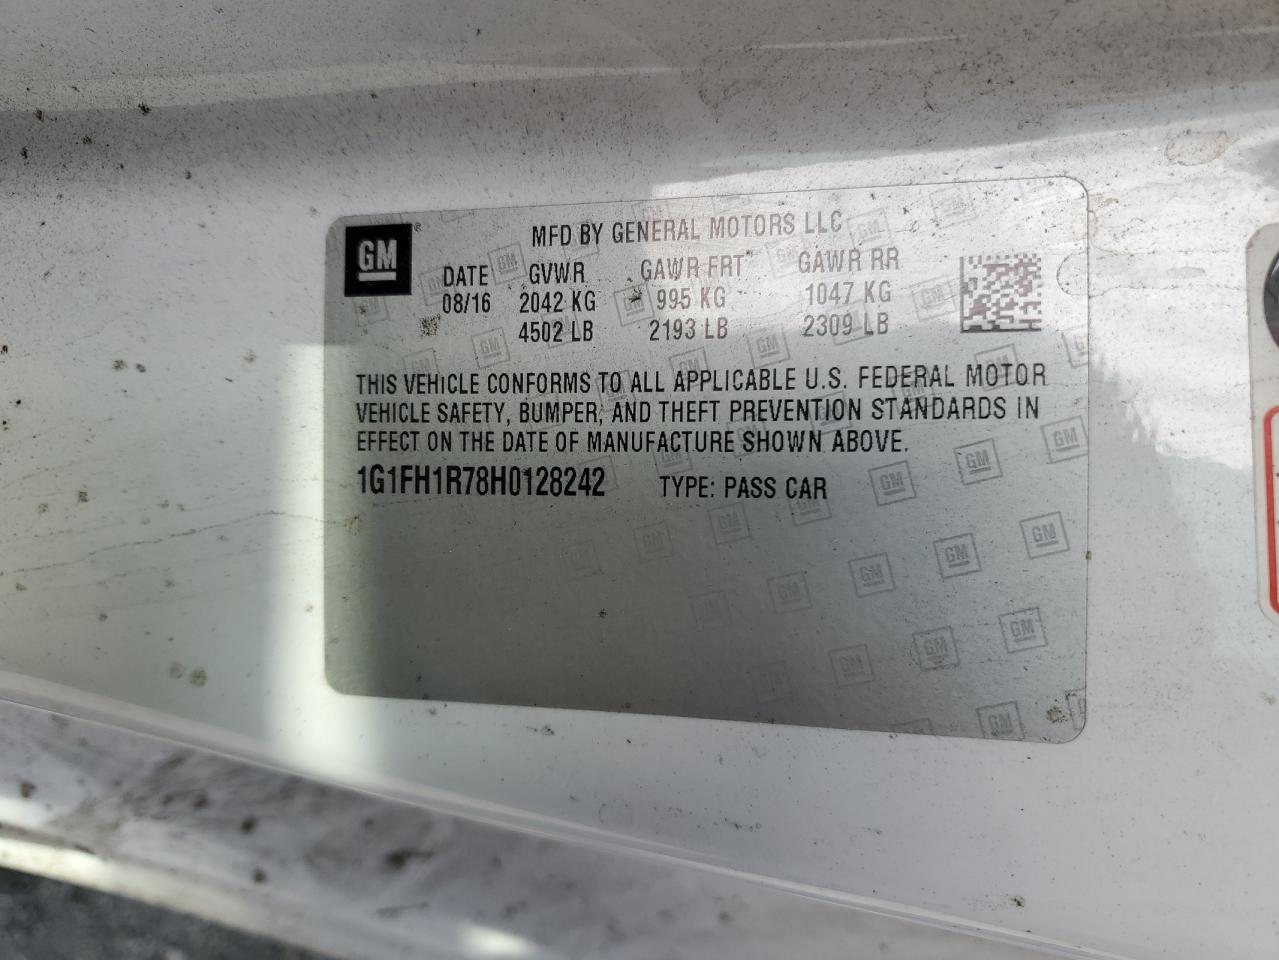 GM
MFD BY GENERAL MOTORS LLC
DATE GVWR GAWR FRT GAWR RR
08/16 2042 KG 995 KG 1047 KG
4502 LB 2193 LB 2309 LB
THIS VEHICLE CONFORMS TO ALL APPLICABLE U.S. FEDERAL MOTOR
VEHICLE SAFETY, BUMPER, AND THEFT PREVENTION STANDARDS IN
EFFECT ON THE DATE OF MANUFACTURE SHOWN ABOVE.
1G1FH1R78H0128242 TYPE: PASS CAR